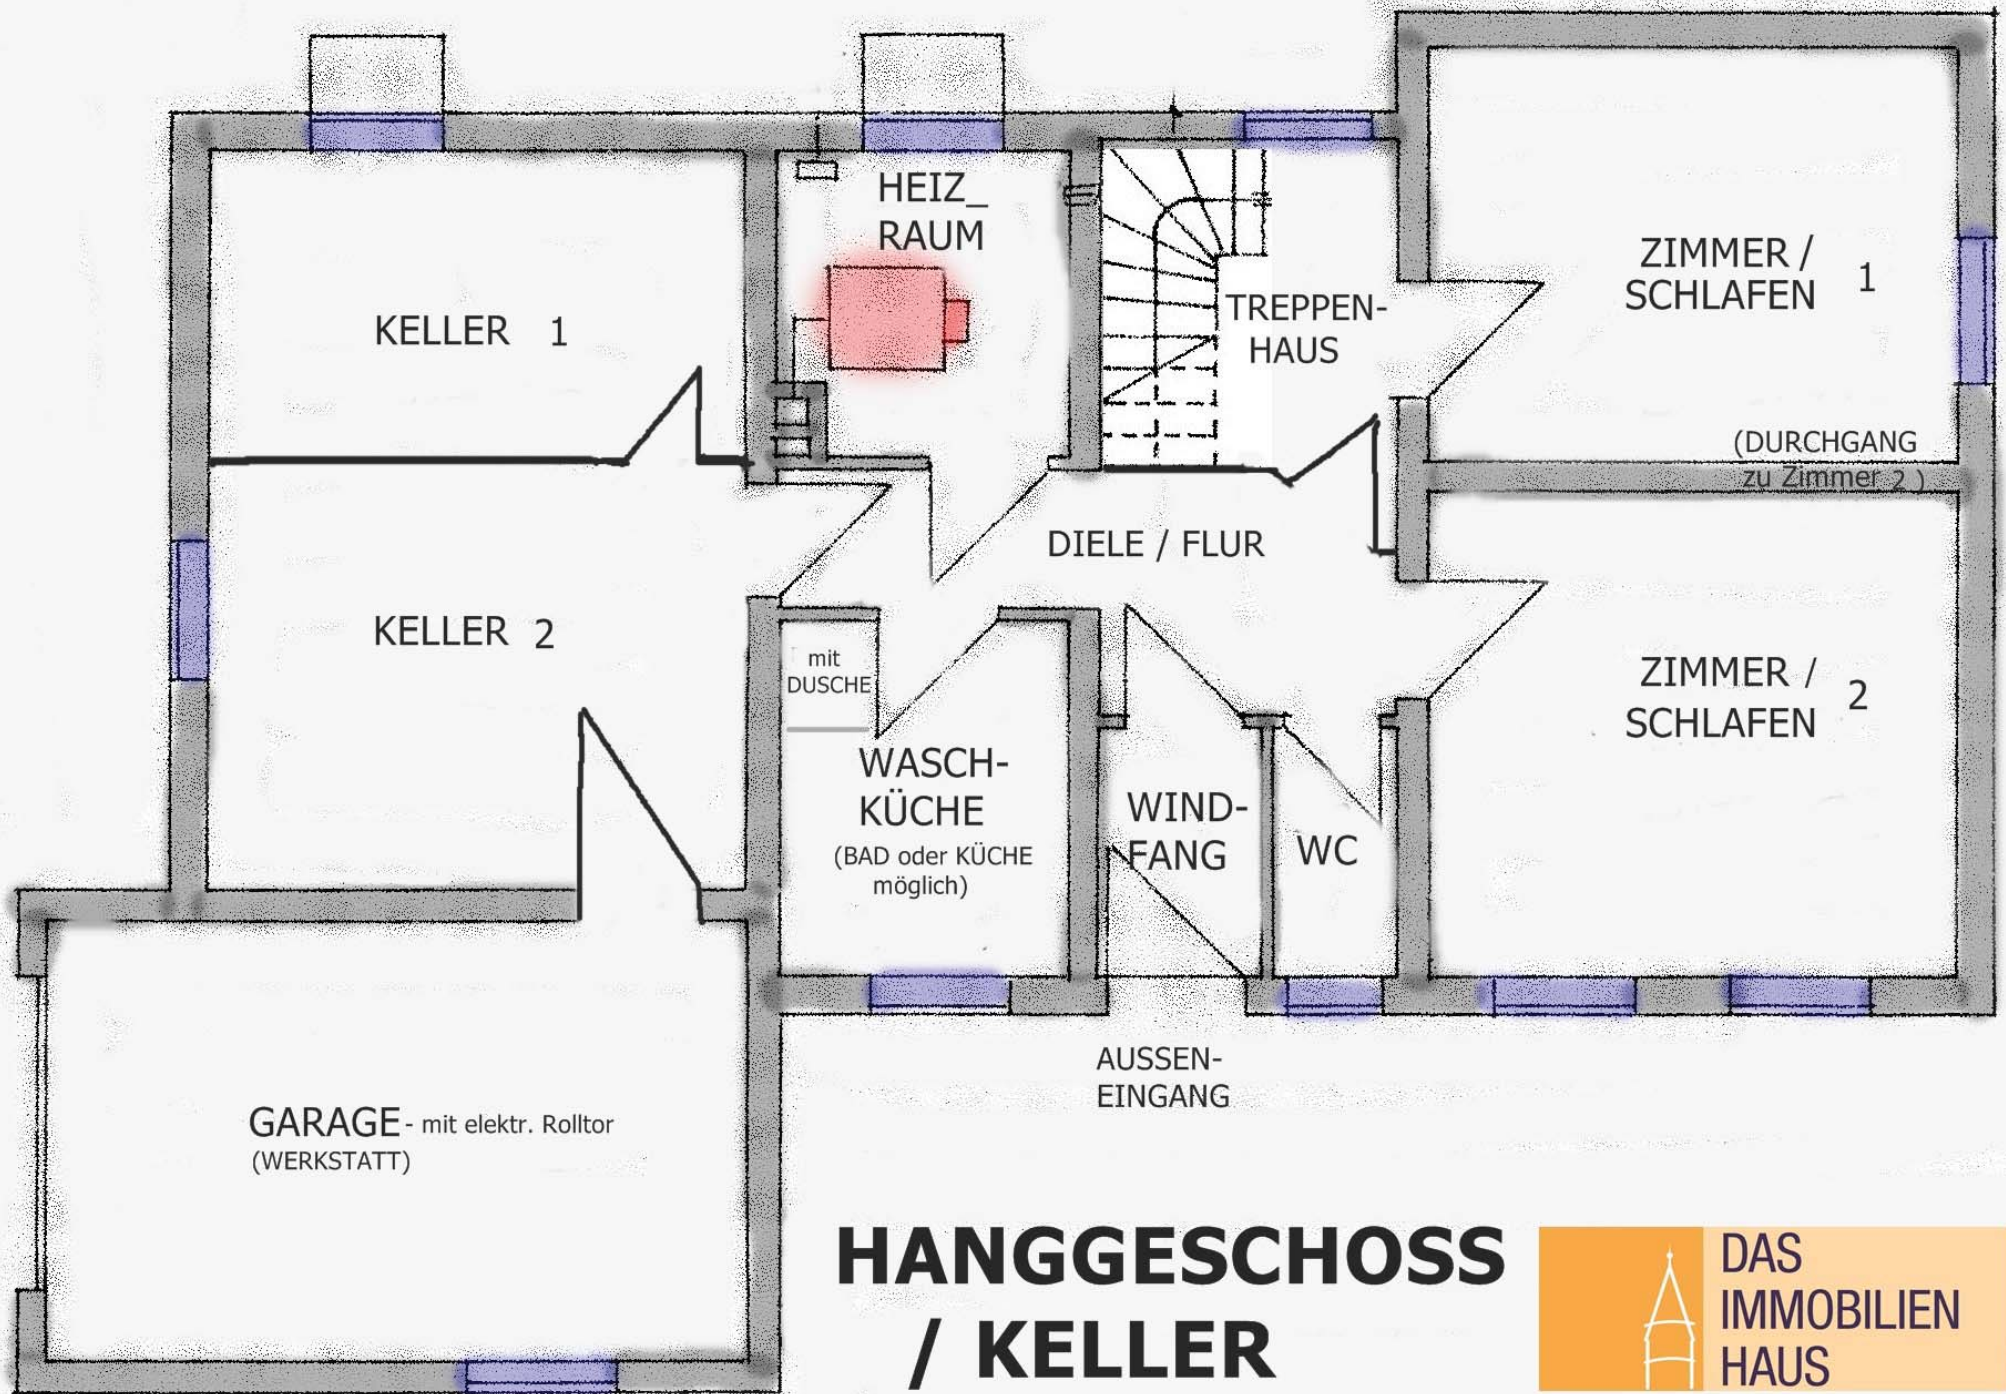 HEIZ_
RAUM
KELLER 1
TREPPEN-
HAUS
ZIMMER /
SCHLAFEN 1
(DURCHGANG
zu Zimmer 2 )
DIELE / FLUR
KELLER 2
mit
DUSCHE
WASCH-
KÜCHE
(BAD oder KÜCHE
möglich)
WIND-
FANG
WC
ZIMMER /
SCHLAFEN 2
AUSSEN-
EINGANG
GARAGE - mit elektr. Rolltor
(WERKSTATT)
HANGGESCHOSS
/ KELLER
DAS
IMMOBILIEN
HAUS